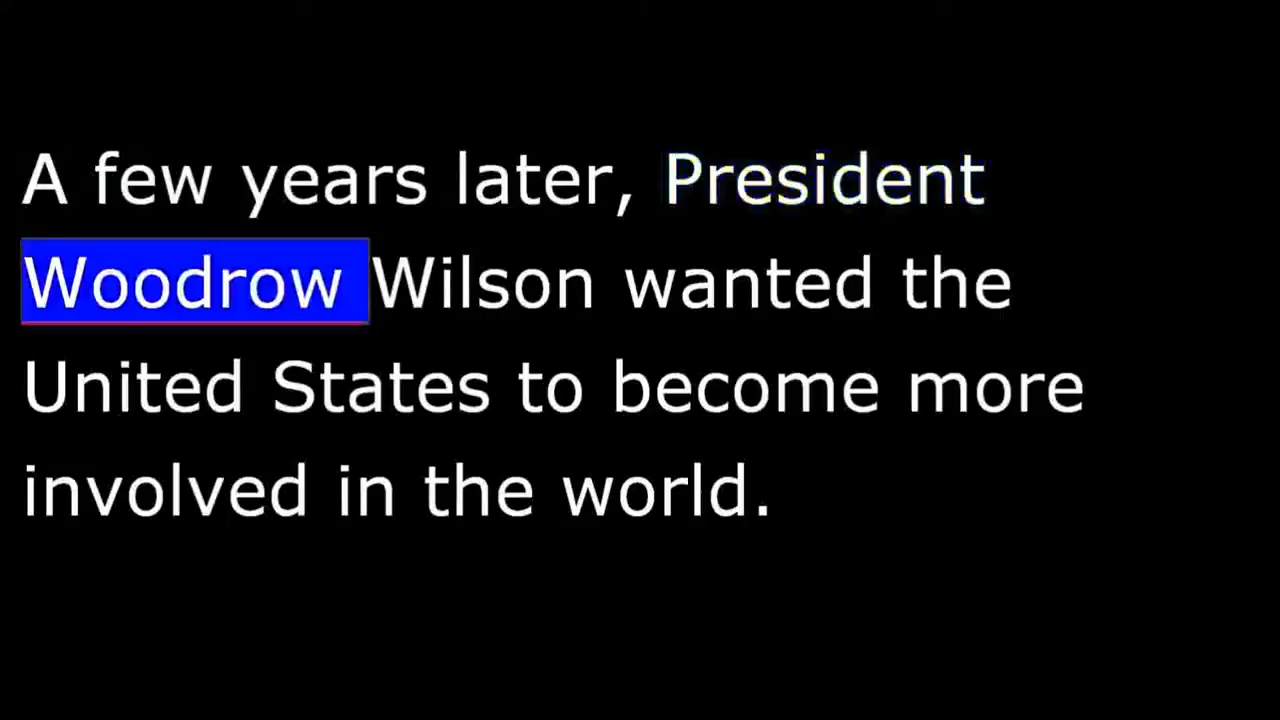 A few years later, President
Woodrow Wilson wanted the
United States to become more
involved in the world.